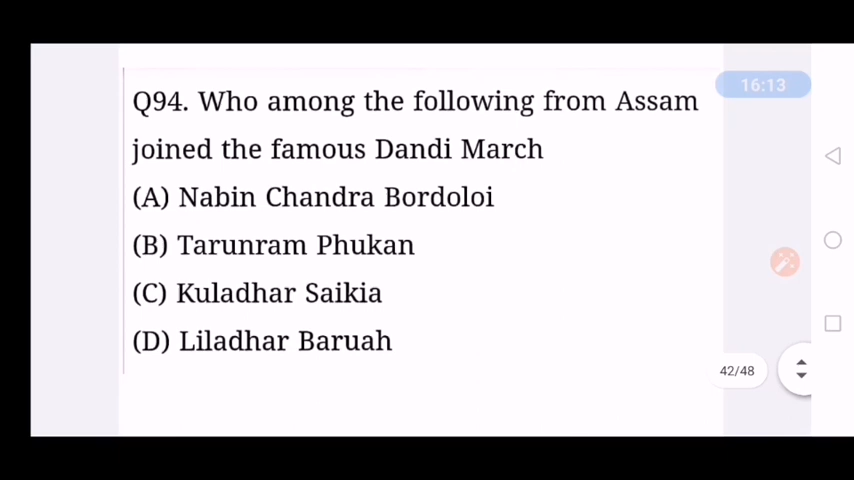 16:13
Q94. Who among the following from Assam
joined the famous Dandi March
(A) Nabin Chandra Bordoloi
(B) Tarunram Phukan
(C) Kuladhar Saikia
(D) Liladhar Baruah
42/48